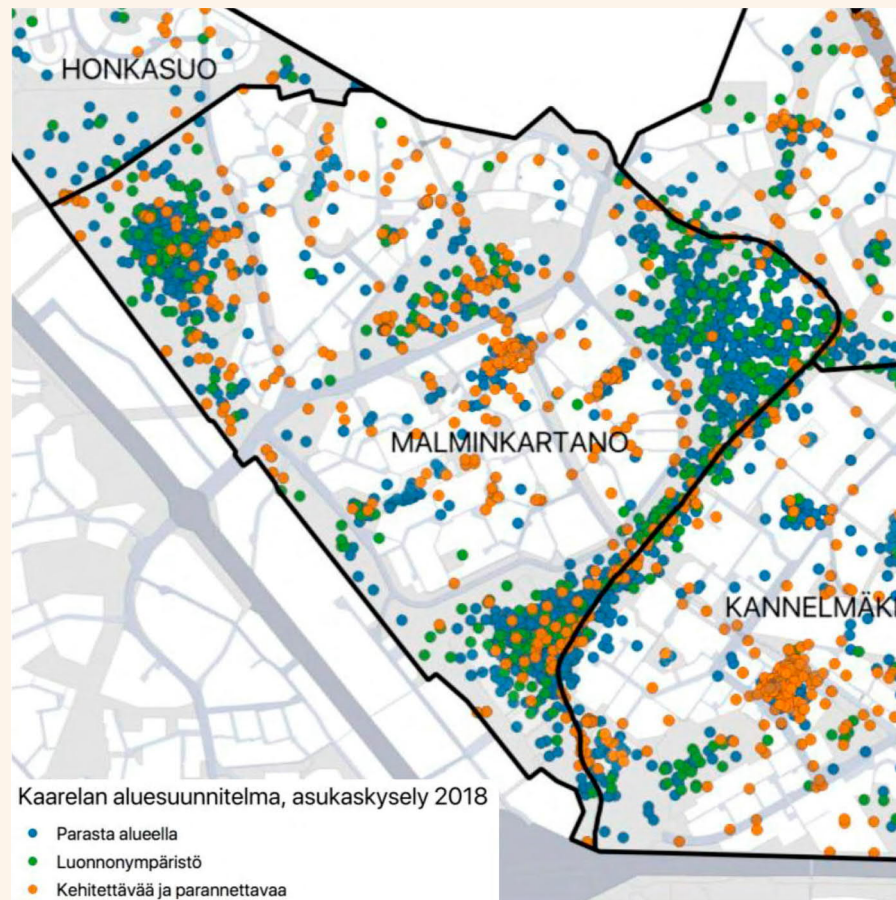 HONKASUO
MALMINKARTANO
KANNELMÄK
Kaarelan aluesuunnitelma, asukaskysely 2018
Parasta alueella
Luonnonympäristö
Kehitettävää ja parannettavaa